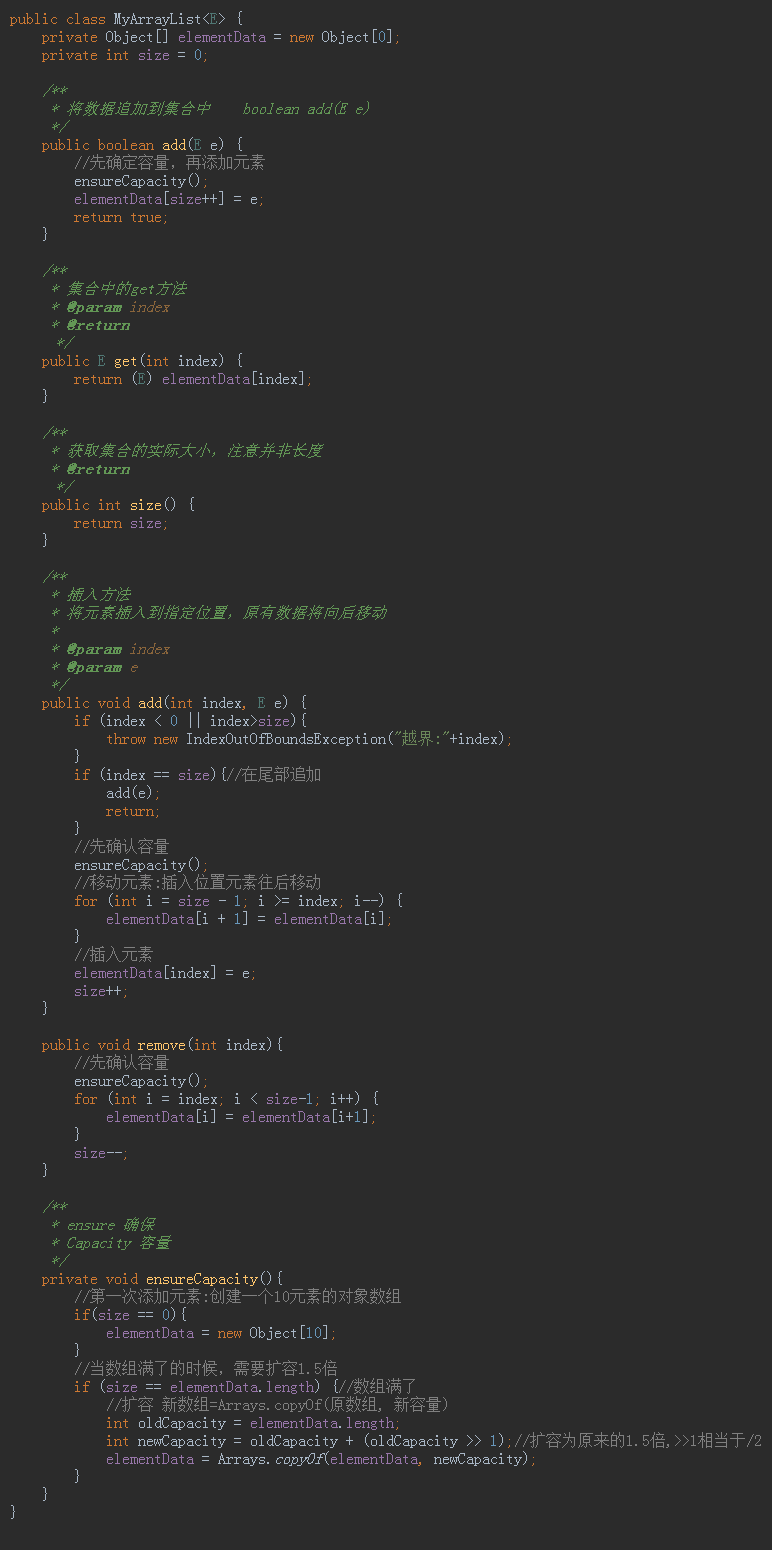 public class MyArrayList<E> {
    private Object[] elementData = new Object[0];
    private int size = 0;

    /**
     * 将数据追加到集合中    boolean add(E e)
     */
    public boolean add(E e) {
        //先确定容量，再添加元素
        ensureCapacity();
        elementData[size++] = e;
        return true;
    }

    /**
     * 集合中的get方法
     * @param index
     * @return
     */
    public E get(int index) {
        return (E) elementData[index];
    }

    /**
     * 获取集合的实际大小，注意并非长度
     * @return
     */
    public int size() {
        return size;
    }

    /**
     * 插入方法
     * 将元素插入到指定位置，原有数据将向后移动
     *
     * @param index
     * @param e
     */
    public void add(int index, E e) {
        if (index < 0 || index>size){
            throw new IndexOutOfBoundsException("越界:"+index);
        }
        if (index == size){//在尾部追加
            add(e);
            return;
        }
        //先确认容量
        ensureCapacity();
        //移动元素:插入位置元素往后移动
        for (int i = size - 1; i >= index; i--) {
            elementData[i + 1] = elementData[i];
        }
        //插入元素
        elementData[index] = e;
        size++;
    }

    public void remove(int index){
        //先确认容量
        ensureCapacity();
        for (int i = index; i < size-1; i++) {
            elementData[i] = elementData[i+1];
        }
        size--;
    }

    /**
     * ensure 确保
     * Capacity 容量
     */
    private void ensureCapacity(){
        //第一次添加元素:创建一个10元素的对象数组
        if(size == 0){
            elementData = new Object[10];
        }
        //当数组满了的时候，需要扩容1.5倍
        if (size == elementData.length) {//数组满了
            //扩容 新数组=Arrays.copyOf(原数组, 新容量)
            int oldCapacity = elementData.length;
            int newCapacity = oldCapacity + (oldCapacity >> 1);//扩容为原来的1.5倍,>>1相当于/2
            elementData = Arrays.copyOf(elementData, newCapacity);
        }
    }
}